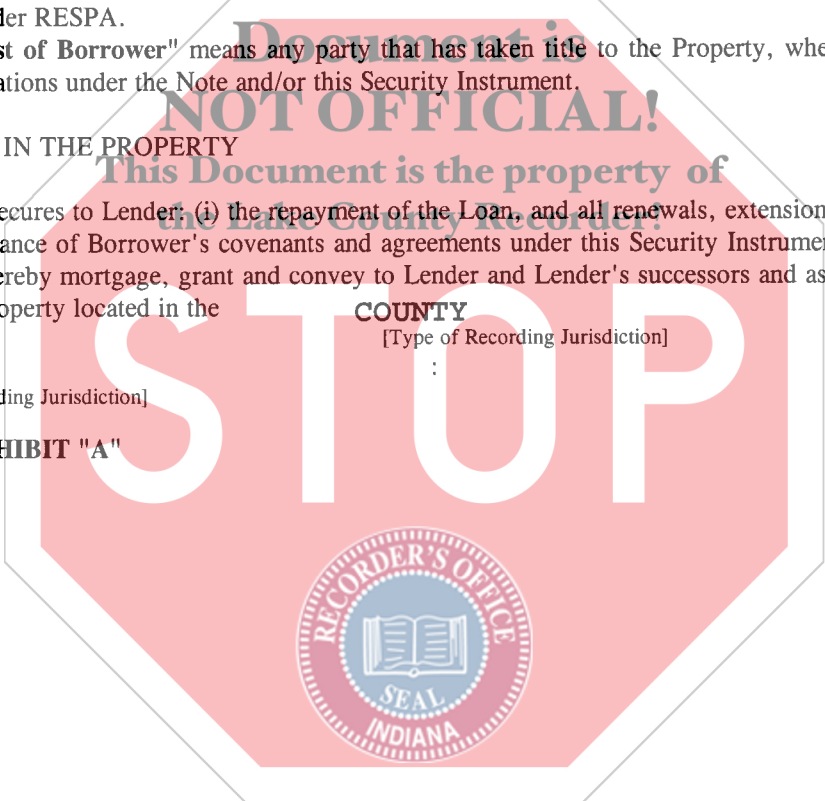 der RESPA.
Document is
st of Borrower" means any party that has taken title to the Property, whe
ations under the Note and/or this Security Instrument.
NOT OFFICIAL!
IN THE PROPERTY
This Document is the property of
ecures to Lender: (i) the repayment of the Loan, and all renewals, extension
the Lake County Recorder!
ance of Borrower's covenants and agreements under this Security Instrumen
ereby mortgage, grant and convey to Lender and Lender's successors and as
operty located in the COUNTY
[Type of Recording Jurisdiction]
:
ding Jurisdiction]
STOP
HIBIT "A"
RECORDER'S OFFICE
SEAL
INDIANA